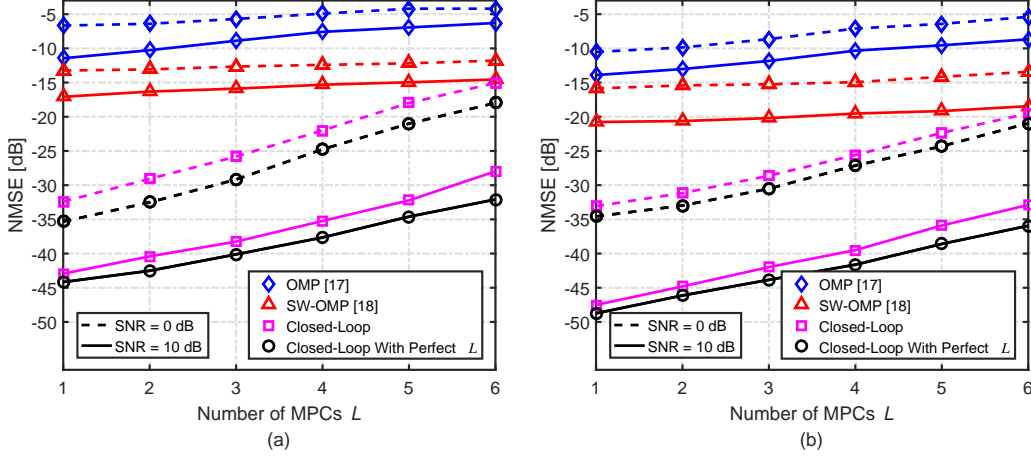 NMSE [dB]
-5
-10
-15
-20
-25
-30
-35
-40
-45
-50
OMP [17]
SW-OMP [18]
Closed-Loop
Closed-Loop With Perfect L
SNR = 0 dB
SNR = 10 dB
1 2 3 4 5 6
Number of MPCs L
(a)
NMSE [dB]
-5
-10
-15
-20
-25
-30
-35
-40
-45
-50
OMP [17]
SW-OMP [18]
Closed-Loop
Closed-Loop With Perfect L
SNR = 0 dB
SNR = 10 dB
1 2 3 4 5 6
Number of MPCs L
(b)